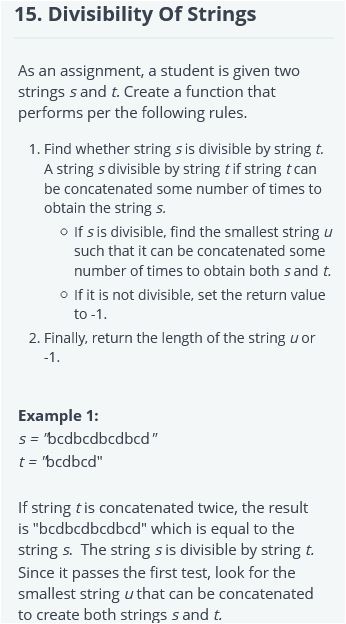 15. Divisibility Of Strings
As an assignment, a student is given two
strings s and t. Create a function that
performs per the following rules.
1. Find whether string s is divisible by string t.
A string s divisible by string t if string t can
be concatenated some number of times to
obtain the string s.
○ If s is divisible, find the smallest string u
such that it can be concatenated some
number of times to obtain both s and t.
○ If it is not divisible, set the return value
to -1.
2. Finally, return the length of the string u or
-1.
Example 1:
s = "bcdbcdbcdbcd"
t = "bcdbcd"
If string t is concatenated twice, the result
is "bcdbcdbcdbcd" which is equal to the
string s. The string s is divisible by string t.
Since it passes the first test, look for the
smallest string u that can be concatenated
to create both strings s and t.